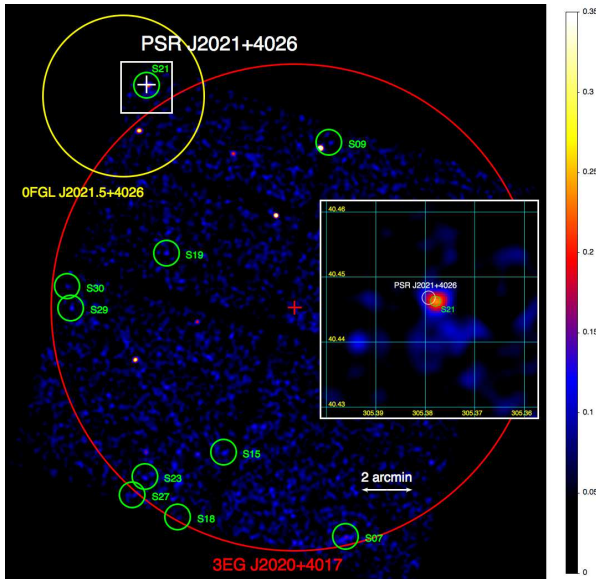 PSR J2021+4026
S21
S09
0FGL J2021.5+4026
S19
S30
S29
S15
S23
S27
S18
S07
2 arcmin
3EG J2020+4017
40.46
40.45
40.44
40.43
PSR J2021+4026
S21
305.39 305.38 305.37 305.36
0.35
0.3
0.25
0.2
0.15
0.1
0.05
0